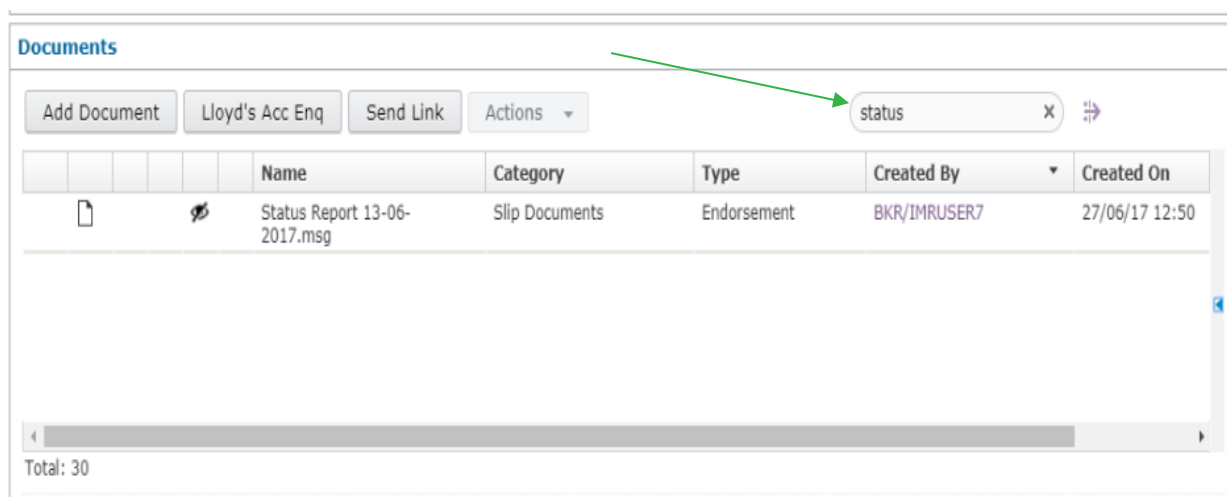 Documents
Add Document Lloyd's Acc Enq Send Link Actions status x
Name Category Type Created By Created On
Status Report 13-06- Slip Documents Endorsement BKR/IMRUSER7 27/06/17 12:50
2017.msg
Total: 30